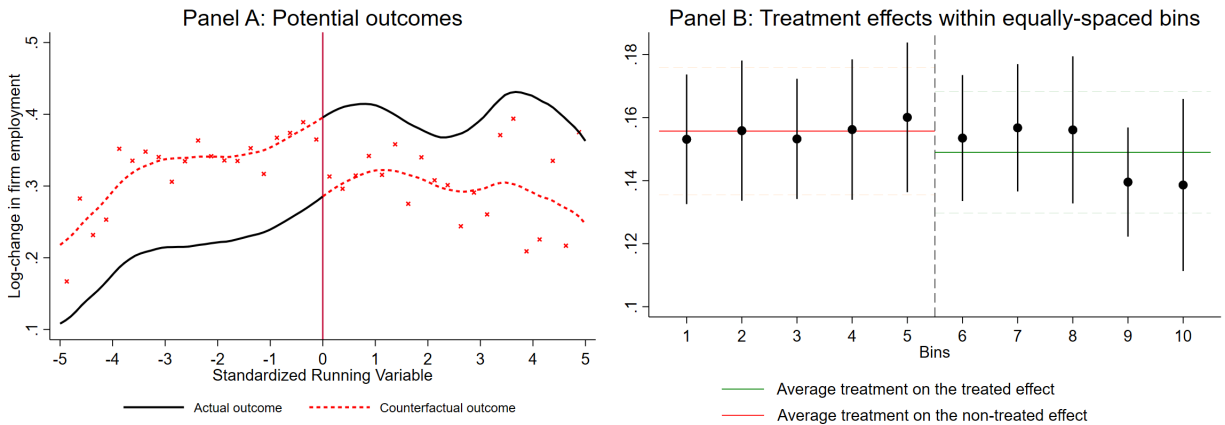 Panel A: Potential outcomes
Log-change in firm employment
.5
.4
.3
.2
.1
-5 -4 -3 -2 -1 0 1 2 3 4 5
Standardized Running Variable
Actual outcome
Counterfactual outcome
Panel B: Treatment effects within equally-spaced bins
.18
.16
.14
.12
.1
1 2 3 4 5 6 7 8 9 10
Bins
Average treatment on the treated effect
Average treatment on the non-treated effect